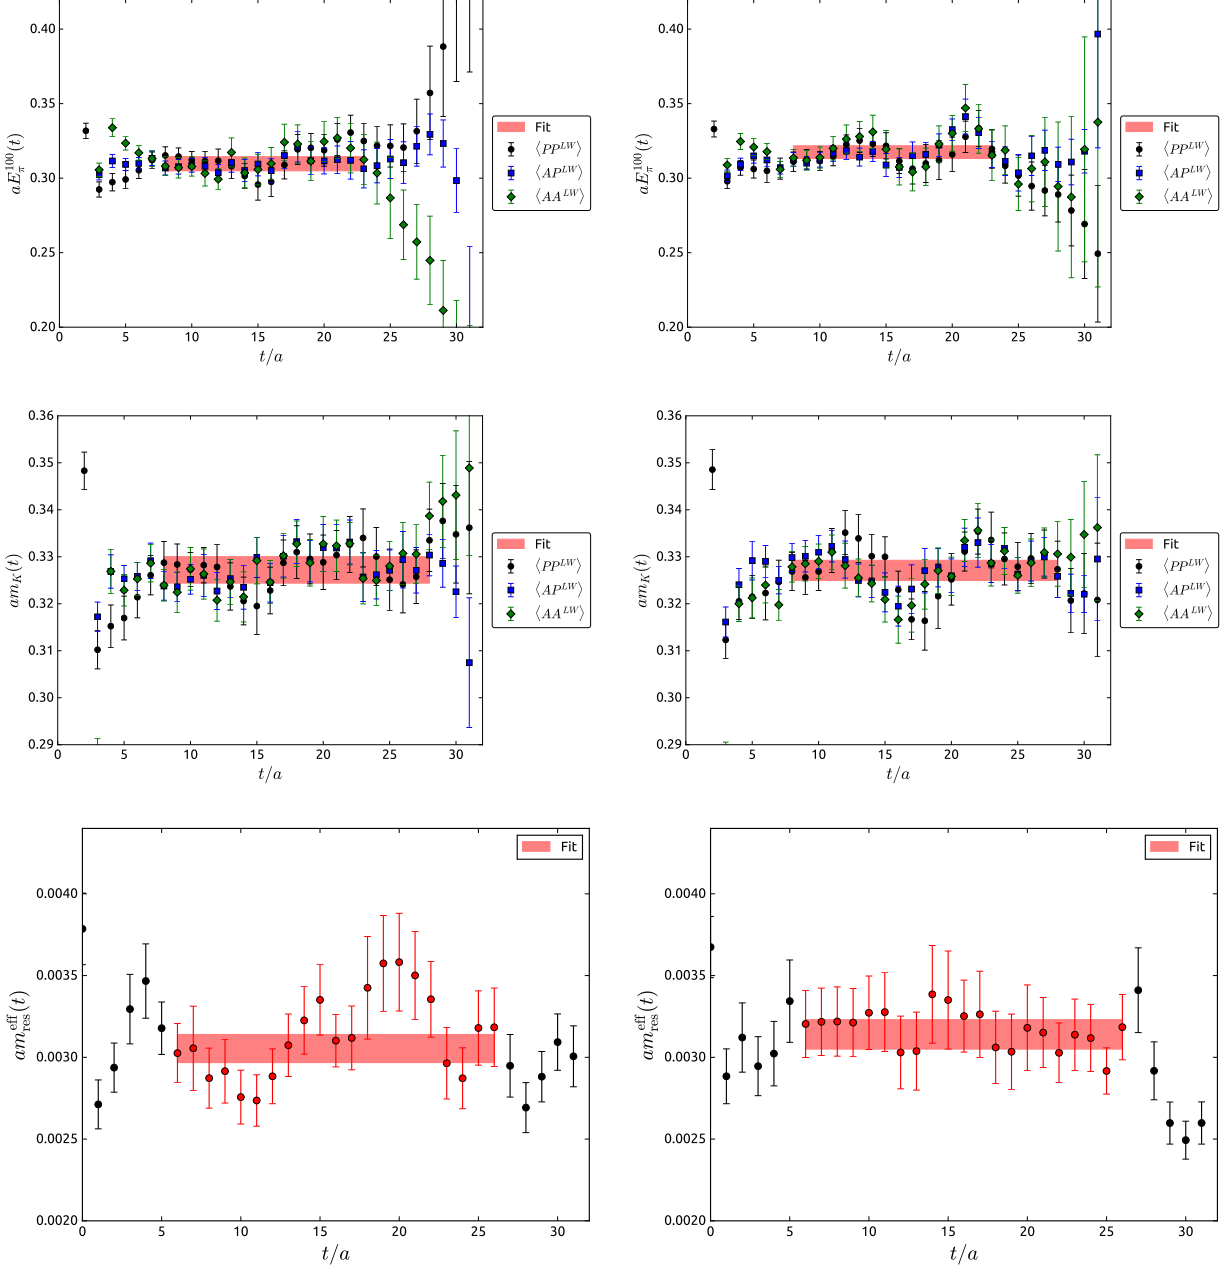 0.40
0.35
0.30
0.25
0.20
0 5 10 15 20 25 30
t/a
aE_π^{100}(t)
Fit
⟨PP^{LW}⟩
⟨AP^{LW}⟩
⟨AA^{LW}⟩
0.40
0.35
0.30
0.25
0.20
0 5 10 15 20 25 30
t/a
aE_π^{100}(t)
Fit
⟨PP^{LW}⟩
⟨AP^{LW}⟩
⟨AA^{LW}⟩
0.36
0.35
0.34
0.33
0.32
0.31
0.30
0.29
0 5 10 15 20 25 30
t/a
am_K(t)
Fit
⟨PP^{LW}⟩
⟨AP^{LW}⟩
⟨AA^{LW}⟩
0.36
0.35
0.34
0.33
0.32
0.31
0.30
0.29
0 5 10 15 20 25 30
t/a
am_K(t)
Fit
⟨PP^{LW}⟩
⟨AP^{LW}⟩
⟨AA^{LW}⟩
0.0040
0.0035
0.0030
0.0025
0.0020
0 5 10 15 20 25 30
t/a
am_{res}^{eff}(t)
Fit
0.0040
0.0035
0.0030
0.0025
0.0020
0 5 10 15 20 25 30
t/a
am_{res}^{eff}(t)
Fit